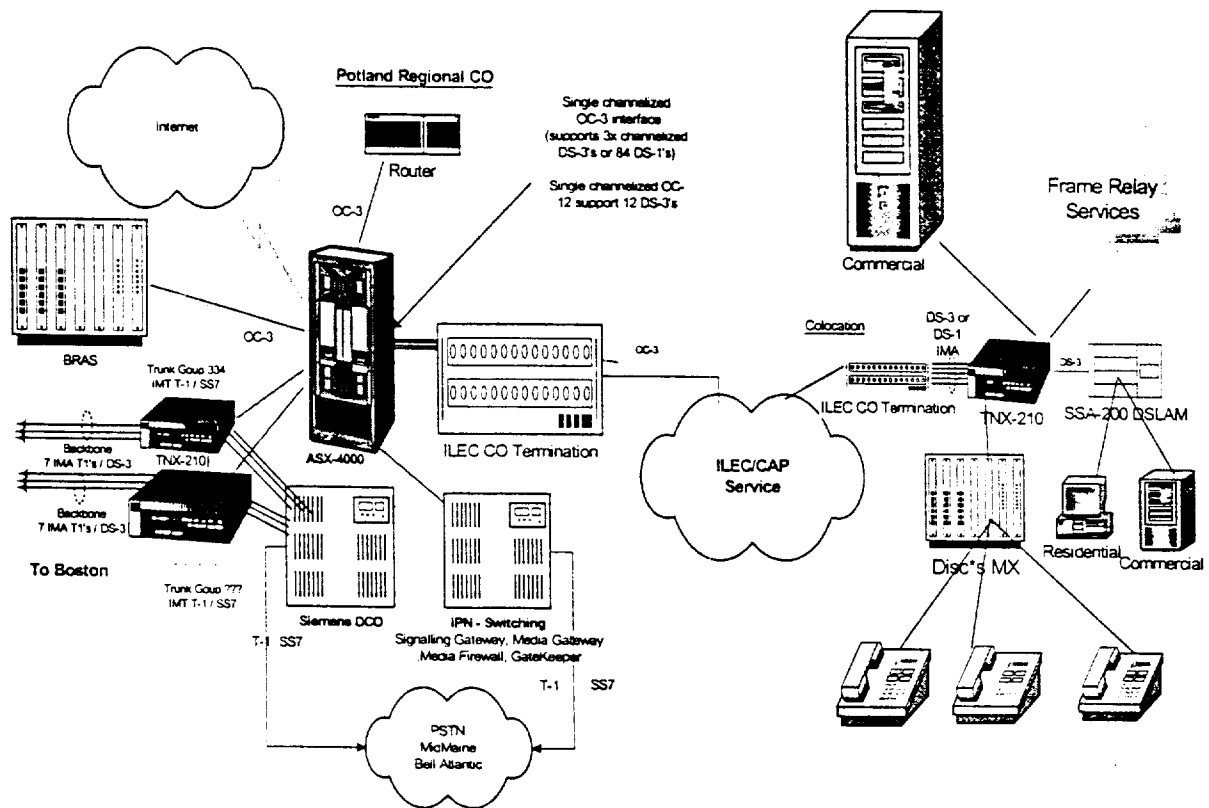 Potland Regional CO
Internet
Router
OC-3
Single channelized
OC-3 interface
(supports 3x channelized
DS-3's or 84 DS-1's)
Single channelized OC-
12 support 12 DS-3's
Commercial
Frame Relay
Services
BRAS
OC-3
ASX-4000
ILEC CO Termination
OC-3
Colocation
DS-3 or
DS-1
IMA
ILEC CO Termination
TNX-210
DS-3
SSA-200 DSLAM
Trunk Goup 334
IMT T-1 / SS7
Backbone
7 IMA T1's / DS-3
TNX-210
Backbone
7 IMA T1's / DS-3
To Boston
Trunk Goup ???
IMT T-1 / SS7
ILEC/CAP
Service
Residential
Commercial
Disc*s MX
Siemens DCO
IPN - Switching
Signalling Gateway, Media Gateway
,Media Firewall, GateKeeper
T-1 SS7
T-1 SS7
PSTN
MidMaine
Bell Atlantic